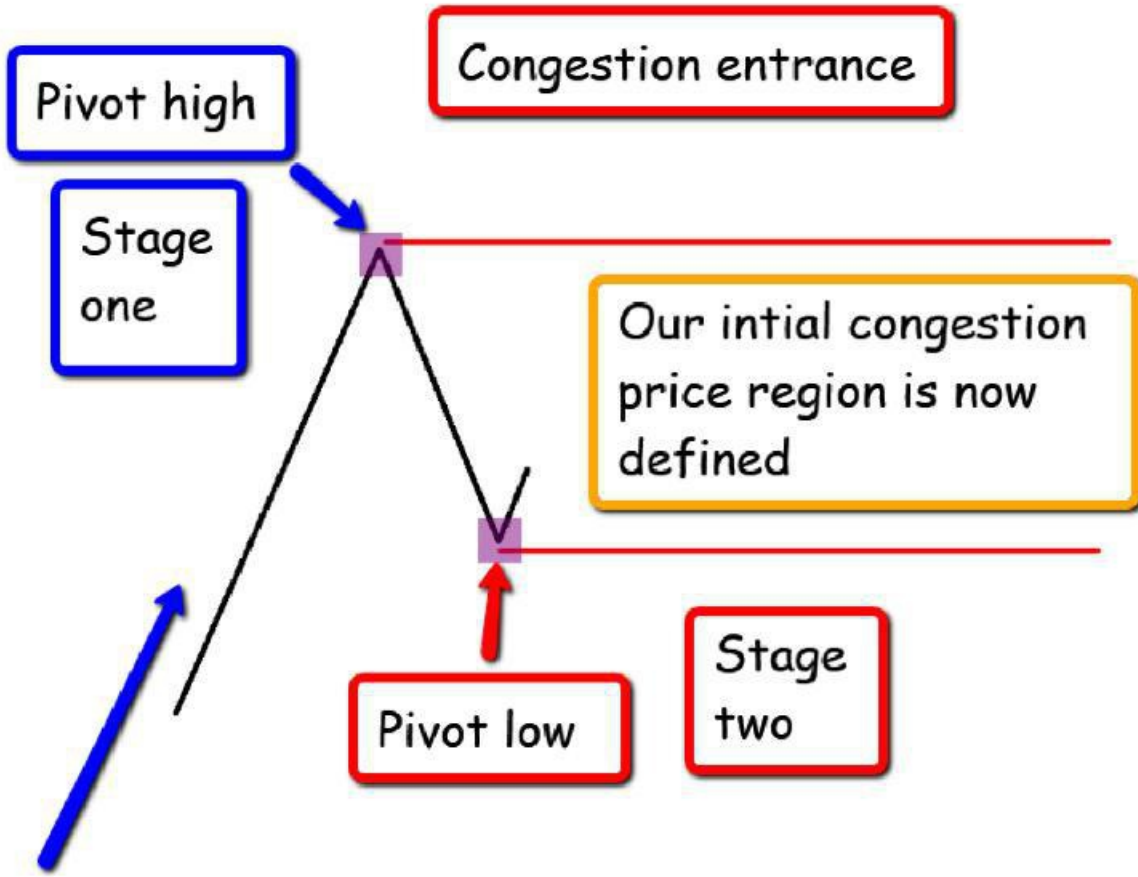 Congestion entrance
Pivot high
Stage
one
Our intial congestion
price region is now
defined
Pivot low
Stage
two